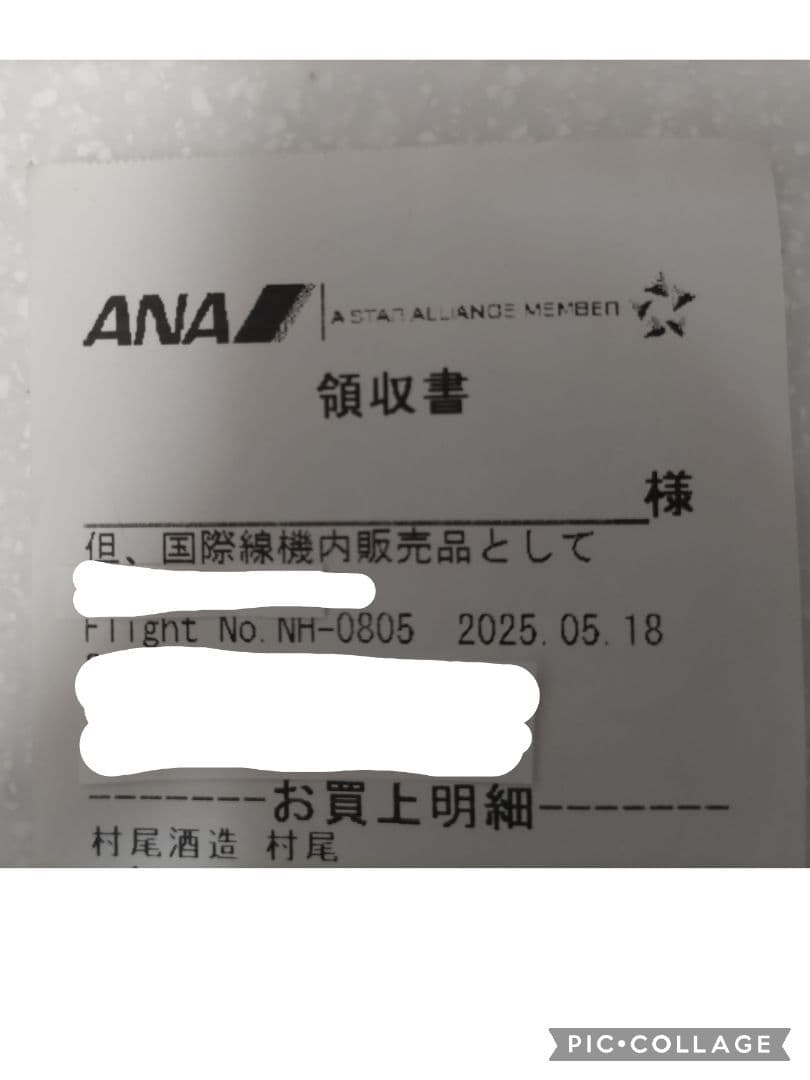 ANA A STAR ALLIANCE MEMBER
領収書
様
但、国際線機内販売品として
Flight No. NH-0805 2025.05.18
-------お買上明細-------
村尾酒造 村尾
PIC•COLLAGE